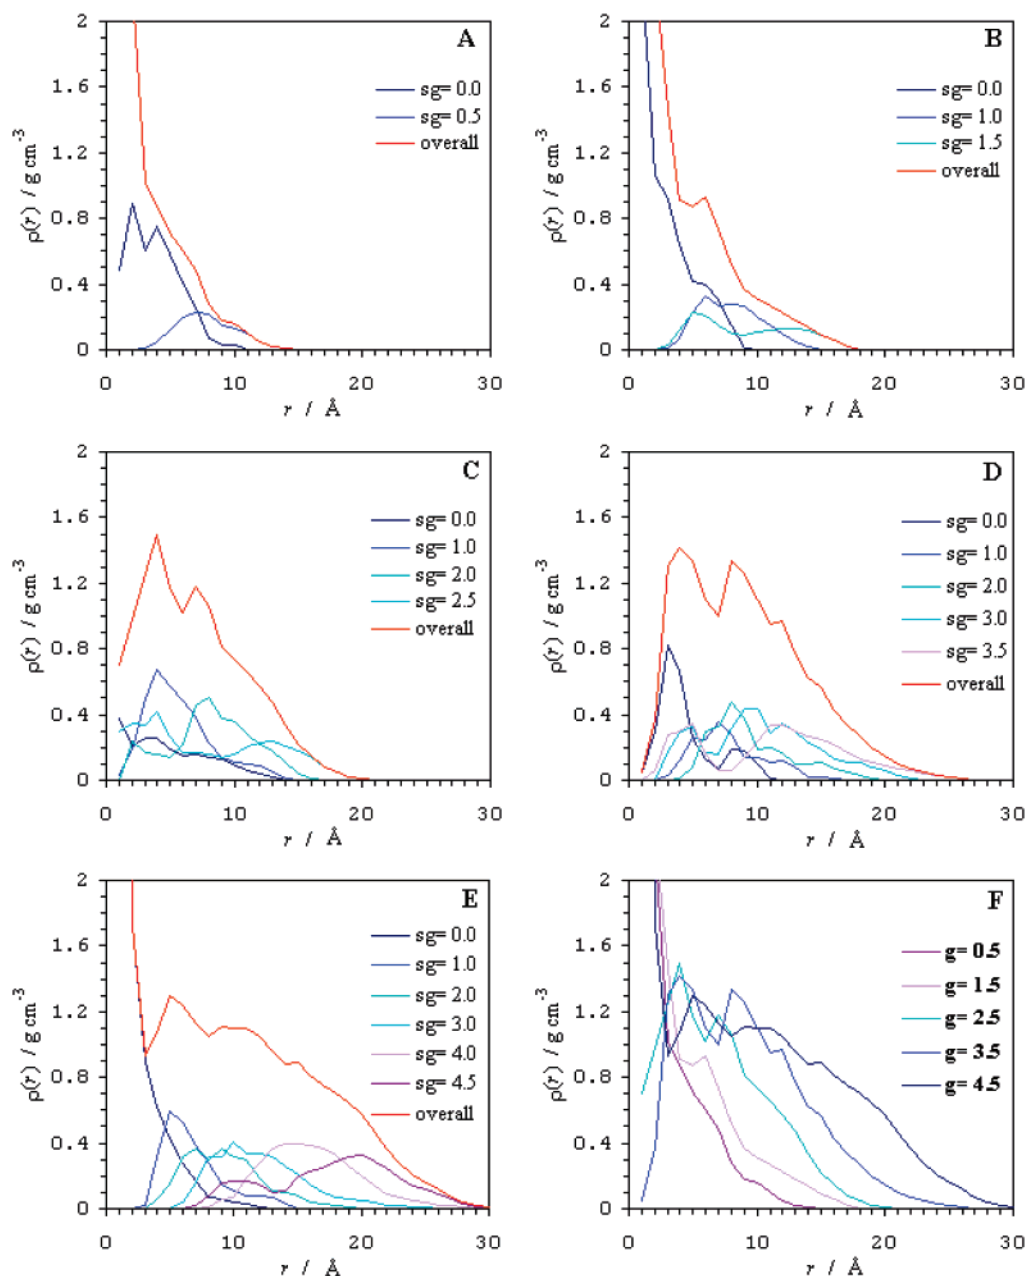 A
2
1.6
1.2
0.8
0.4
0
ρ(r) / g cm-3
sg= 0.0
sg= 0.5
overall
0 10 20 30
r / Å
B
2
1.6
1.2
0.8
0.4
0
ρ(r) / g cm-3
sg= 0.0
sg= 1.0
sg= 1.5
overall
0 10 20 30
r / Å
C
2
1.6
1.2
0.8
0.4
0
ρ(r) / g cm-3
sg= 0.0
sg= 1.0
sg= 2.0
sg= 2.5
overall
0 10 20 30
r / Å
D
2
1.6
1.2
0.8
0.4
0
ρ(r) / g cm-3
sg= 0.0
sg= 1.0
sg= 2.0
sg= 3.0
sg= 3.5
overall
0 10 20 30
r / Å
E
2
1.6
1.2
0.8
0.4
0
ρ(r) / g cm-3
sg= 0.0
sg= 1.0
sg= 2.0
sg= 3.0
sg= 4.0
sg= 4.5
overall
0 10 20 30
r / Å
F
2
1.6
1.2
0.8
0.4
0
ρ(r) / g cm-3
g= 0.5
g= 1.5
g= 2.5
g= 3.5
g= 4.5
0 10 20 30
r / Å